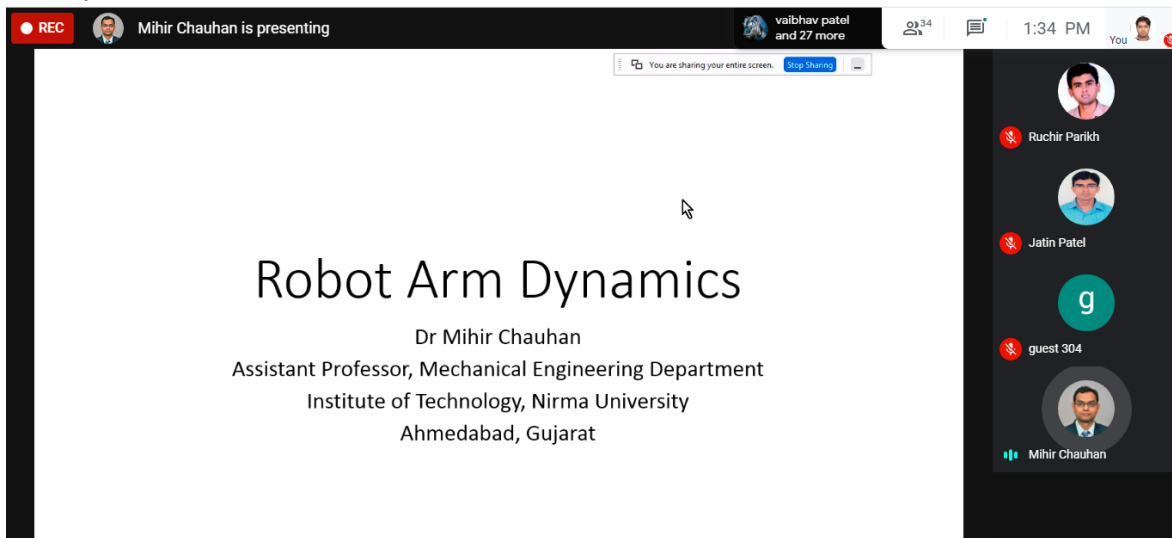 REC
Mihir Chauhan is presenting
vaibhav patel
and 27 more
34
1:34 PM
You
You are sharing your entire screen.
Stop Sharing
Ruchir Parikh
Jatin Patel
g
guest 304
Mihir Chauhan
Robot Arm Dynamics
Dr Mihir Chauhan
Assistant Professor, Mechanical Engineering Department
Institute of Technology, Nirma University
Ahmedabad, Gujarat